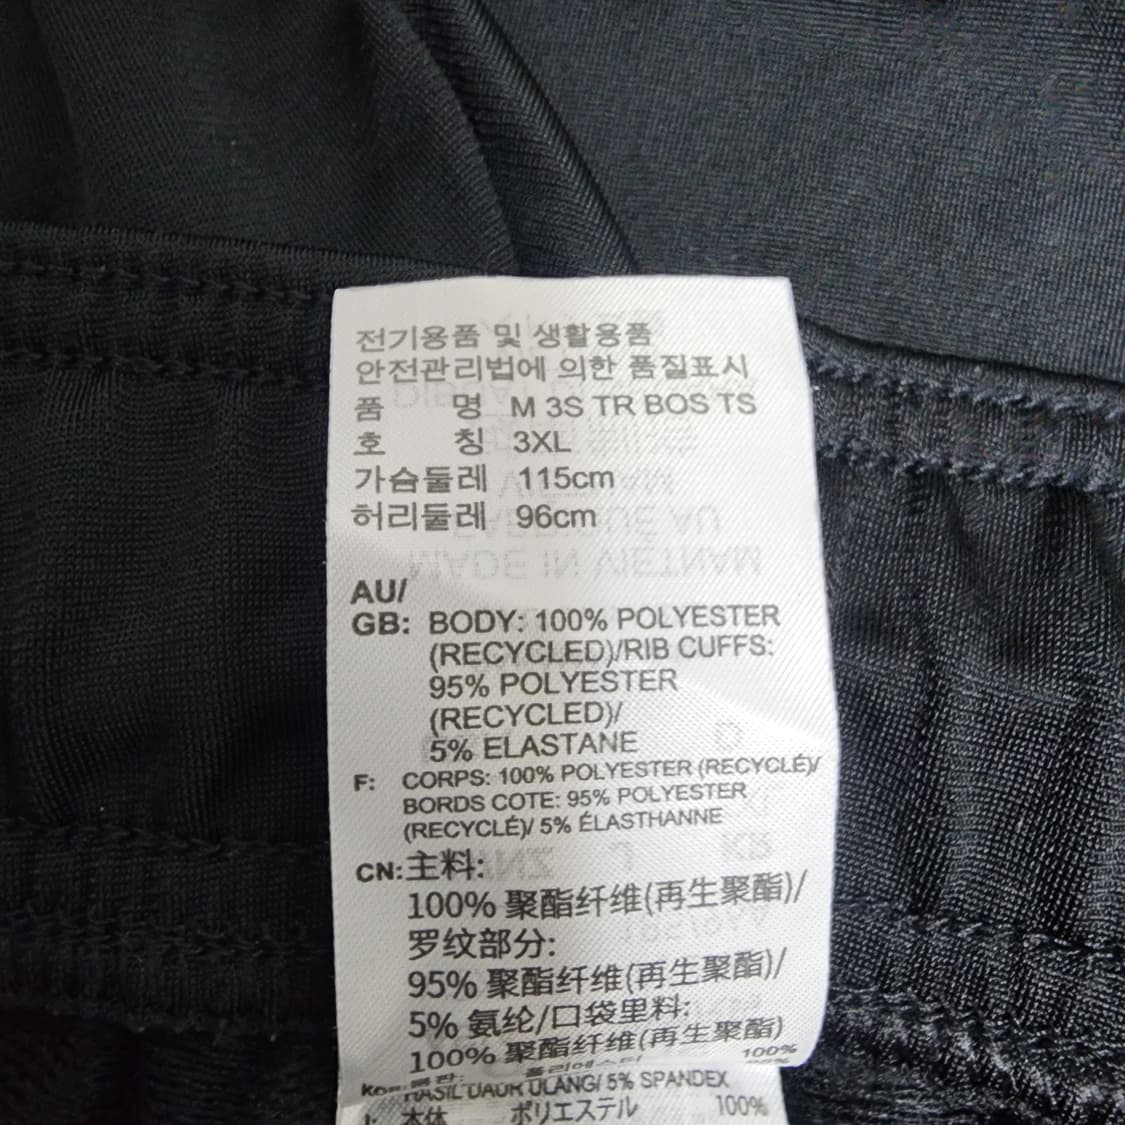 전기용품 및 생활용품
안전관리법에 의한 품질표시
품 명 M 3S TR BOS TS
호 칭 3XL
가슴둘레 115cm
허리둘레 96cm
MADE IN VIETNAM
AU/
GB: BODY: 100% POLYESTER
(RECYCLED)/RIB CUFFS:
95% POLYESTER
(RECYCLED)/
5% ELASTANE
F: CORPS: 100% POLYESTER (RECYCLÉ)/
BORDS COTE: 95% POLYESTER
(RECYCLÉ)/ 5% ÉLASTHANNE
CN: 主料:
100% 聚酯纤维(再生聚酯)/
罗纹部分:
95% 聚酯纤维(再生聚酯)/
5% 氨纶/口袋里料:
100% 聚酯纤维(再生聚酯)
100%
HASIL DAUR ULANG/ 5% SPANDEX
J: 本体 ポリエステル 100%